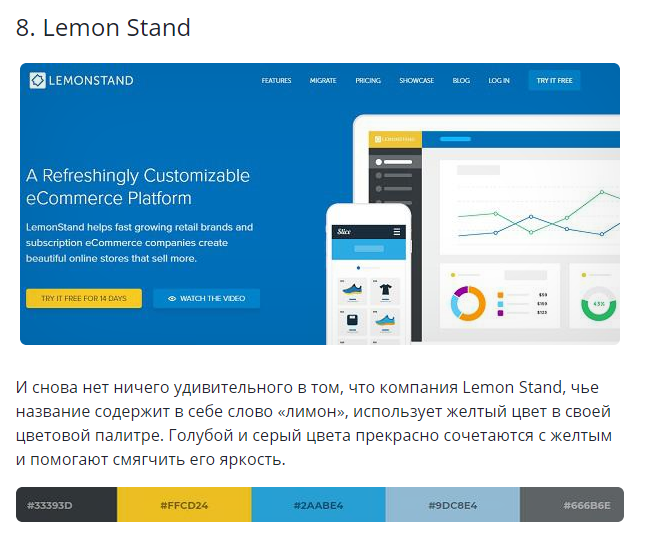 8. Lemon Stand
LEMONSTAND
FEATURES MIGRATE PRICING SHOWCASE BLOG LOG IN TRY IT FREE
LEMONSTAND
A Refreshingly Customizable
eCommerce Platform
Slice
LemonStand helps fast growing retail brands and
subscription eCommerce companies create
beautiful online stores that sell more.
TRY IT FREE FOR 14 DAYS WATCH THE VIDEO
43%
И снова нет ничего удивительного в том, что компания Lemon Stand, чье
название содержит в себе слово «лимон», использует желтый цвет в своей
цветовой палитре. Голубой и серый цвета прекрасно сочетаются с желтым
и помогают смягчить его яркость.
#33393D #FFCD24 #2AABE4 #9DC8E4 #666B6E